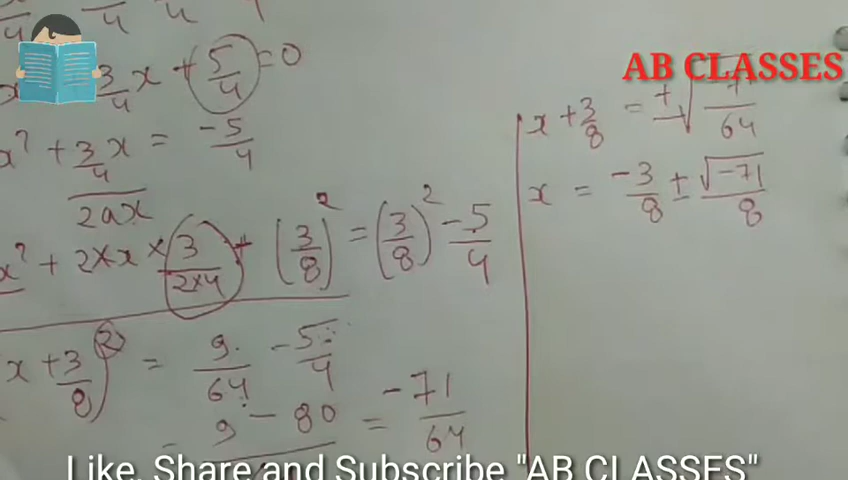 3/4 x + 5/4 = 0
x² + 3/4 x = -5/4
2ax
x² + 2 × x × 3/(2×4) + (3/8)² = (3/8)² - 5/4
x + 3/8)² = 9/64 - 5/4
= 9 - 80 = -71/64
AB CLASSES
x + 3/8 = ±√ /64
x = -3/8 ± √-71/8
Like, Share and Subscribe "AB CLASSES"